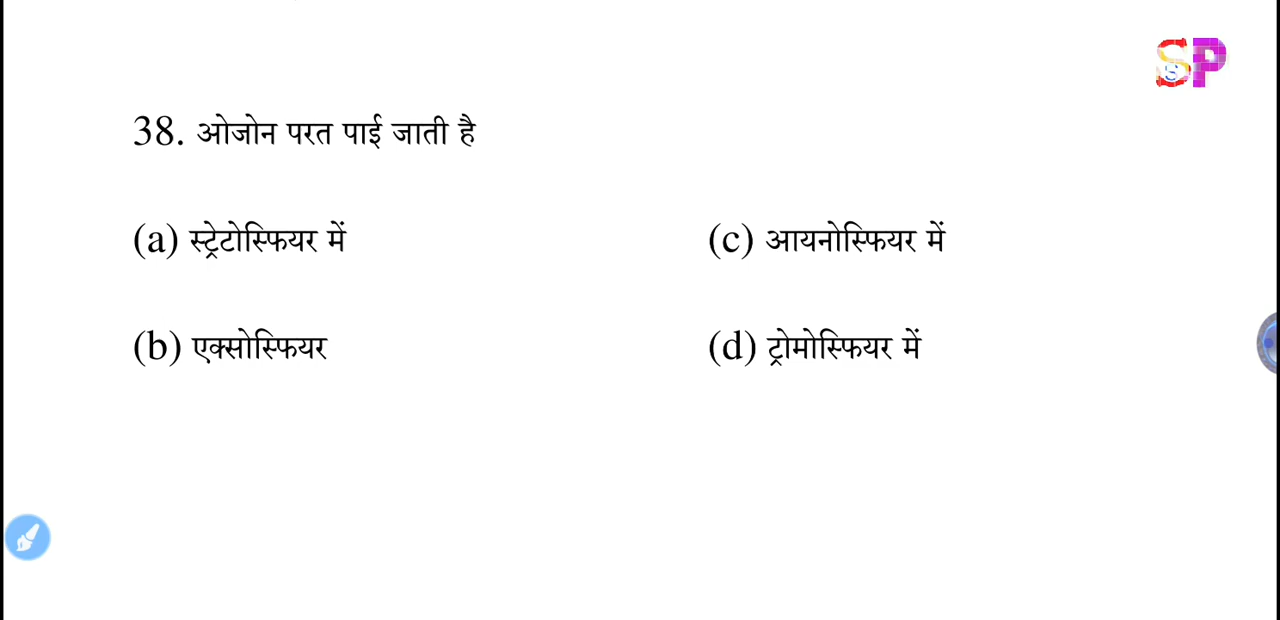 SP
38. ओजोन परत पाई जाती है
(a) स्ट्रेटोस्फियर में
(c) आयनोस्फियर में
(b) एक्सोस्फियर
(d) ट्रोमोस्फियर में